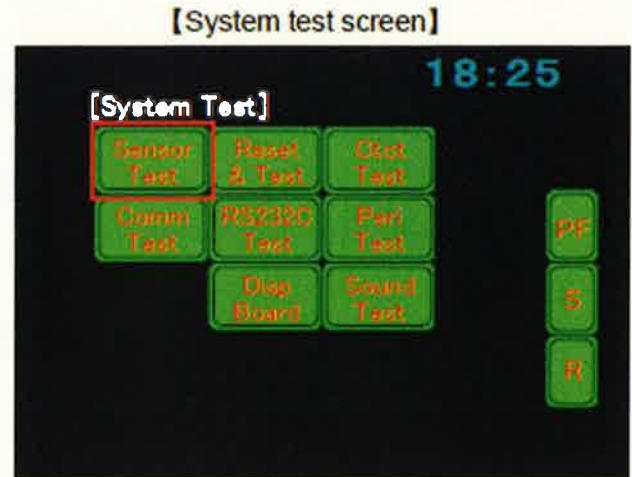 【System test screen】
18:25
[System Test]
Sensor
Test
Reset
& Test
Ctct
Test
Comm
Test
RS232C
Test
Peri
Test
PF
Disp
Board
Sound
Test
S
R